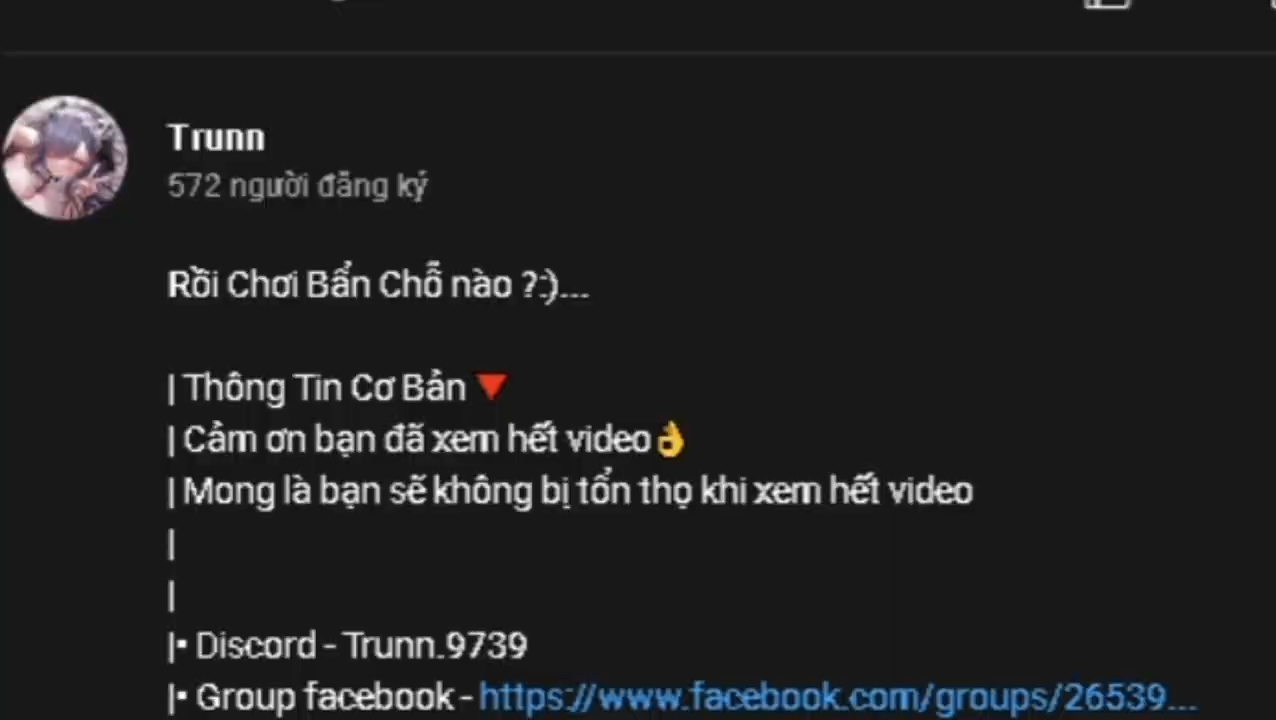 Trunn
572 người đăng ký
Rồi Chơi Bẩn Chỗ nào ?:)...
| Thông Tin Cơ Bản🔻
| Cảm ơn bạn đã xem hết video👌
| Mong là bạn sẽ không bị tổn thọ khi xem hết video
|
|
|• Discord - Trunn.9739
|• Group facebook - https://www.facebook.com/groups/26539...